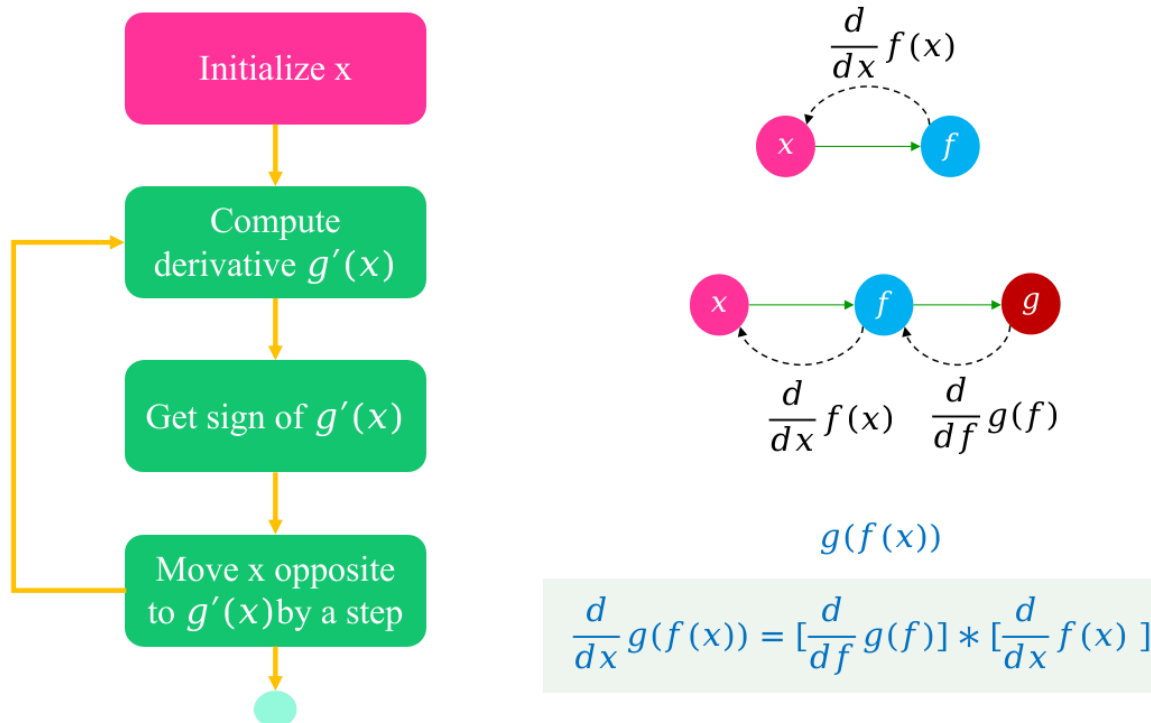 Initialize x
Compute
derivative g′(x)
Get sign of g′(x)
Move x opposite
to g′(x)by a step
d/dx f(x)
x
f
x
f
g
d/dx f(x)
d/df g(f)
g(f(x))
d/dx g(f(x)) = [d/df g(f)] ∗ [d/dx f(x) ]